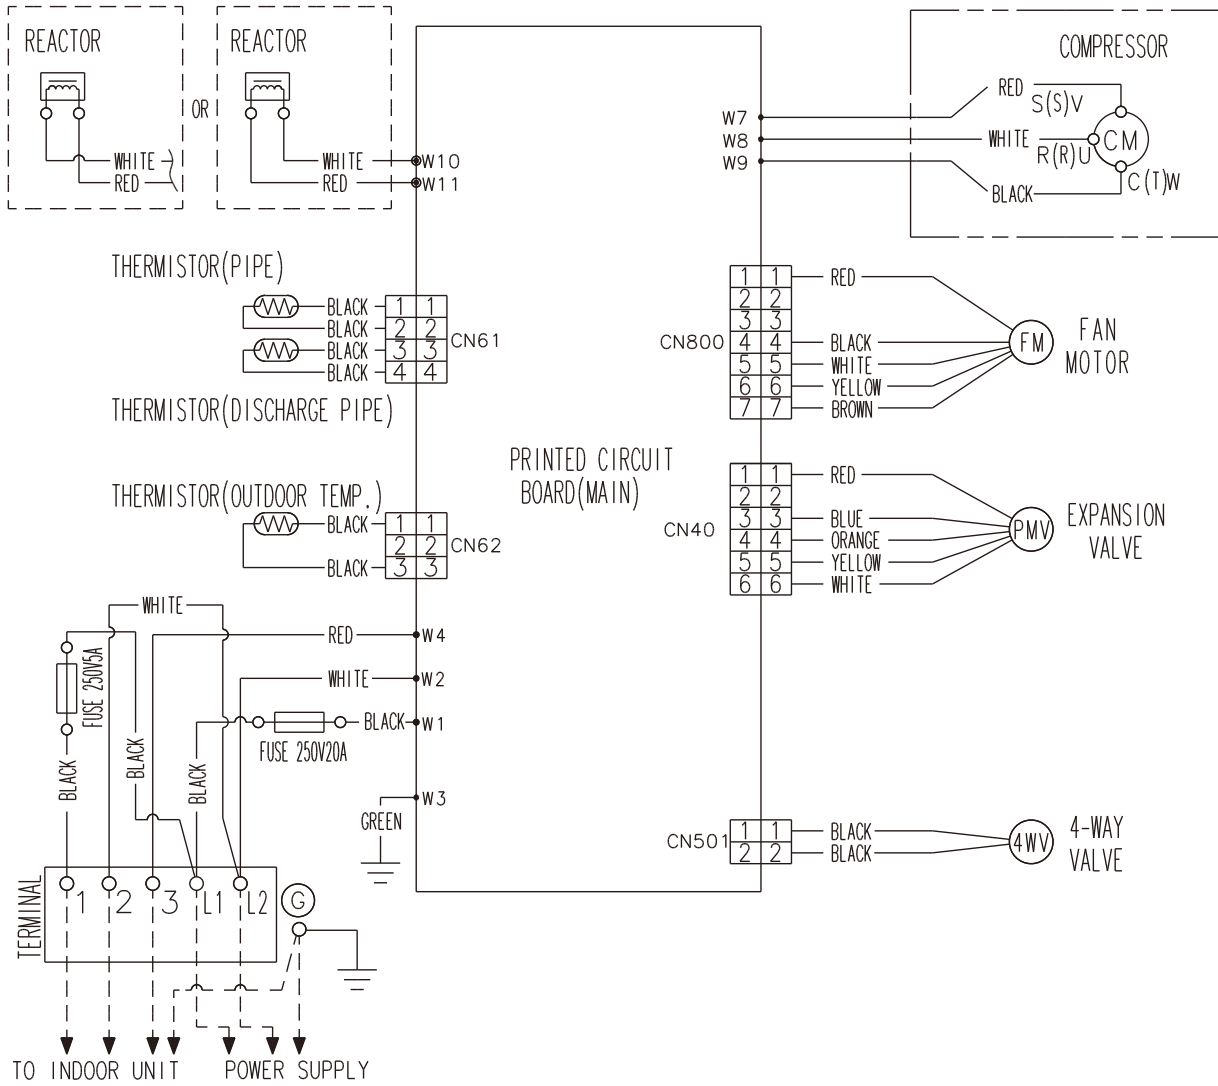 REACTOR
WHITE
RED
OR
REACTOR
WHITE
RED
W10
W11
COMPRESSOR
W7
W8
W9
RED
WHITE
BLACK
S(S)V
R(R)U
C(T)W
CM
THERMISTOR(PIPE)
BLACK 1 1
BLACK 2 2
BLACK 3 3
BLACK 4 4
CN61
THERMISTOR(DISCHARGE PIPE)
THERMISTOR(OUTDOOR TEMP.)
BLACK 1 1
2 2
BLACK 3 3
CN62
PRINTED CIRCUIT
BOARD(MAIN)
CN800
1 1 RED
2 2
3 3
4 4 BLACK
5 5 WHITE
6 6 YELLOW
7 7 BROWN
FM
FAN
MOTOR
CN40
1 1 RED
2 2
3 3 BLUE
4 4 ORANGE
5 5 YELLOW
6 6 WHITE
PMV
EXPANSION
VALVE
CN501
1 1 BLACK
2 2 BLACK
4WV
4-WAY
VALVE
WHITE
RED W4
WHITE W2
BLACK W1
FUSE 250V20A
FUSE 250V5A
BLACK
BLACK
BLACK
W3
GREEN
TERMINAL
1 2 3 L1 L2 G
TO INDOOR UNIT
POWER SUPPLY